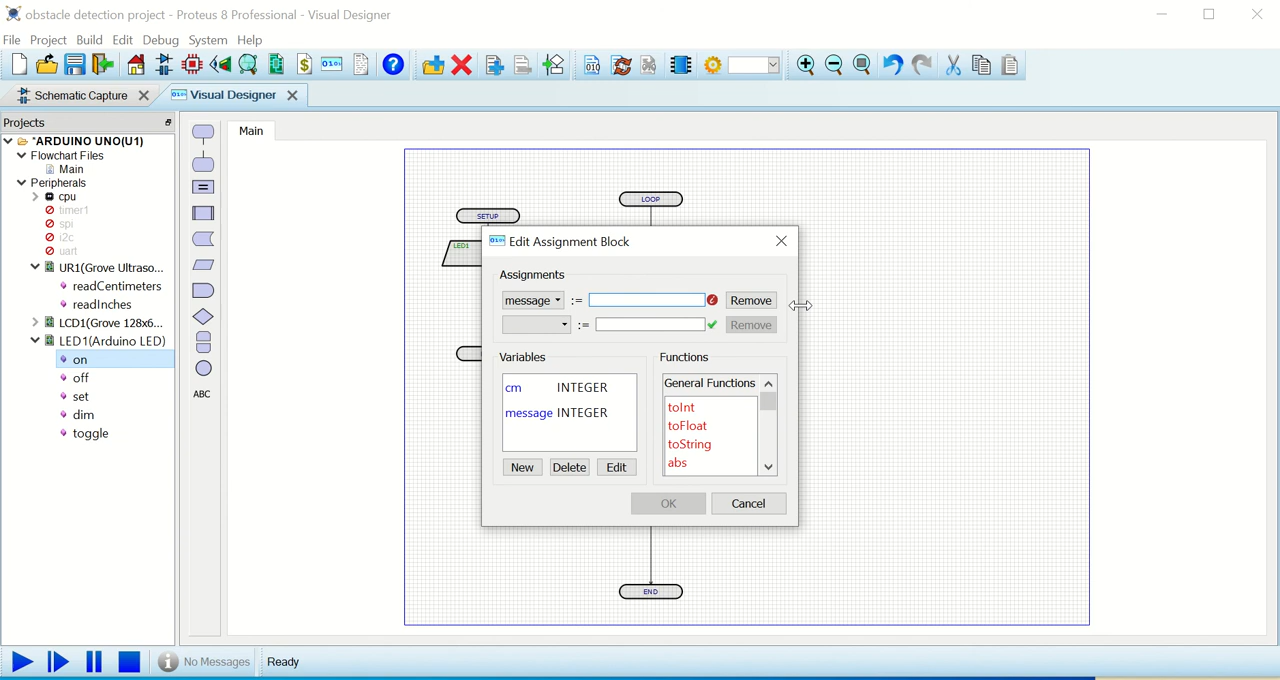 obstacle detection project - Proteus 8 Professional - Visual Designer
File Project Build Edit Debug System Help
Schematic Capture
Visual Designer
Projects
*ARDUINO UNO(U1)
Flowchart Files
Main
Peripherals
cpu
timer1
spi
i2c
uart
UR1(Grove Ultraso...
readCentimeters
readInches
LCD1(Grove 128x6...
LED1(Arduino LED)
on
off
set
dim
toggle
ABC
Main
LOOP
SETUP
LED1
Edit Assignment Block
Assignments
message := Remove
:= Remove
Variables
cm INTEGER
message INTEGER
New Delete Edit
Functions
General Functions
toInt
toFloat
toString
abs
OK Cancel
END
No Messages
Ready